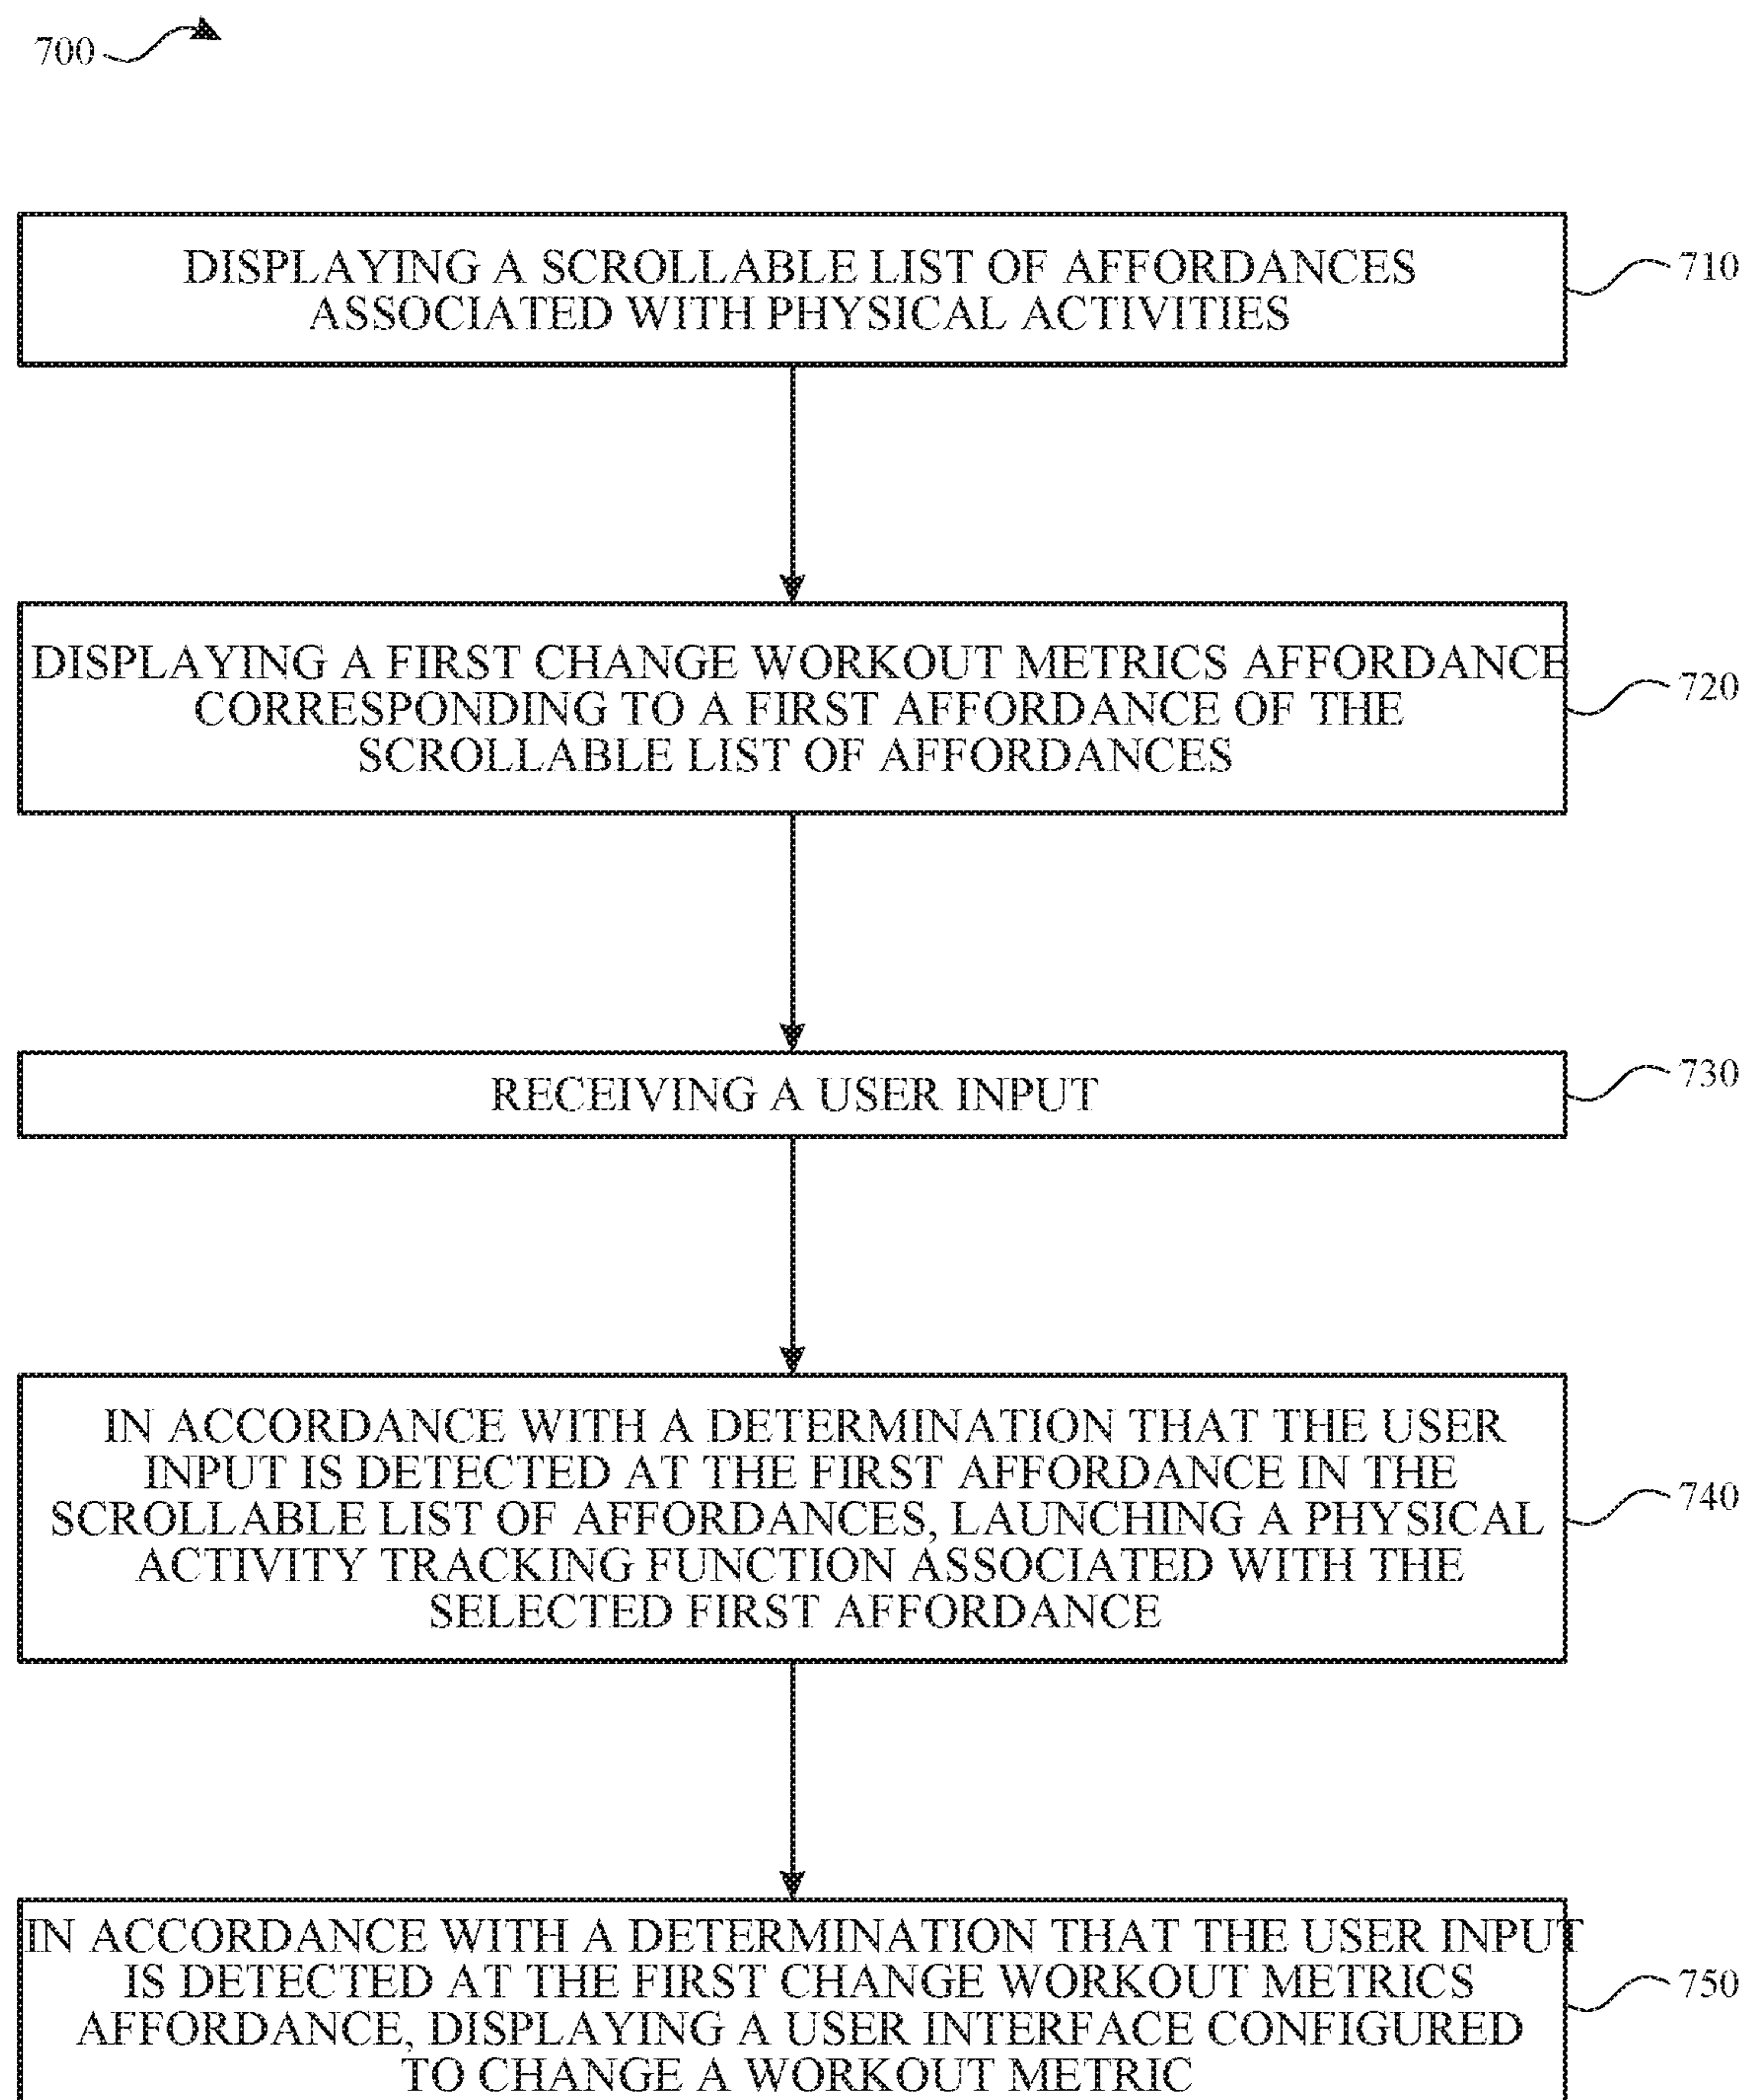 700
DISPLAYING A SCROLLABLE LIST OF AFFORDANCES
ASSOCIATED WITH PHYSICAL ACTIVITIES
710
DISPLAYING A FIRST CHANGE WORKOUT METRICS AFFORDANCE
CORRESPONDING TO A FIRST AFFORDANCE OF THE
SCROLLABLE LIST OF AFFORDANCES
720
RECEIVING A USER INPUT
730
IN ACCORDANCE WITH A DETERMINATION THAT THE USER
INPUT IS DETECTED AT THE FIRST AFFORDANCE IN THE
SCROLLABLE LIST OF AFFORDANCES, LAUNCHING A PHYSICAL
ACTIVITY TRACKING FUNCTION ASSOCIATED WITH THE
SELECTED FIRST AFFORDANCE
740
IN ACCORDANCE WITH A DETERMINATION THAT THE USER INPUT
IS DETECTED AT THE FIRST CHANGE WORKOUT METRICS
AFFORDANCE, DISPLAYING A USER INTERFACE CONFIGURED
TO CHANGE A WORKOUT METRIC
750